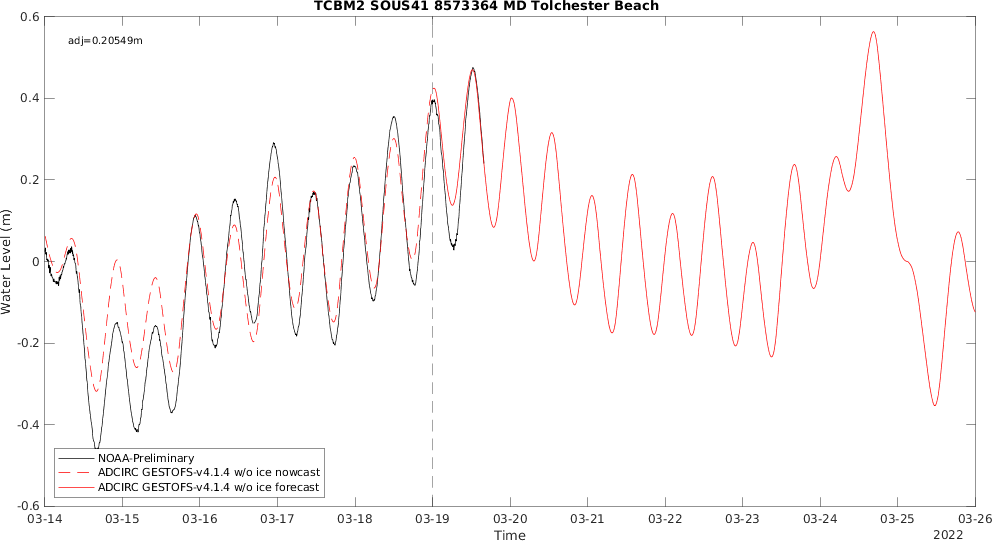 TCBM2 SOUS41 8573364 MD Tolchester Beach
adj=0.20549m
0.6
0.4
0.2
0
-0.2
-0.4
-0.6
Water Level (m)
NOAA-Preliminary
ADCIRC GESTOFS-v4.1.4 w/o ice nowcast
ADCIRC GESTOFS-v4.1.4 w/o ice forecast
03-14 03-15 03-16 03-17 03-18 03-19 03-20 03-21 03-22 03-23 03-24 03-25 03-26
Time
2022